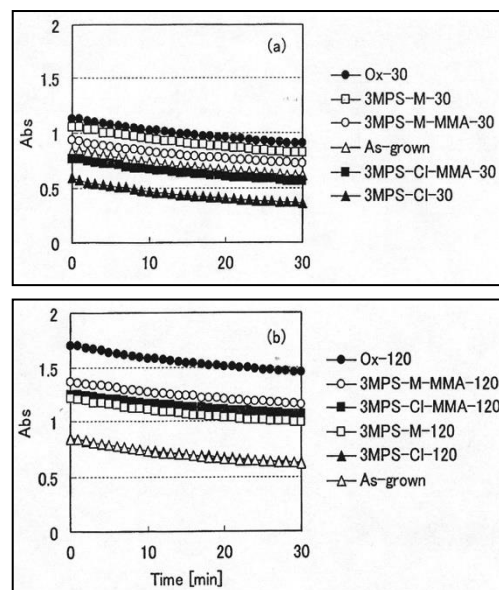 (a)
2
1.5
1
0.5
0
Abs
0
10
20
30
Ox-30
3MPS-M-30
3MPS-M-MMA-30
As-grown
3MPS-Cl-MMA-30
3MPS-Cl-30
(b)
2
1.5
1
0.5
0
Abs
0
10
20
30
Time [min]
Ox-120
3MPS-M-MMA-120
3MPS-Cl-MMA-120
3MPS-M-120
3MPS-Cl-120
As-grown